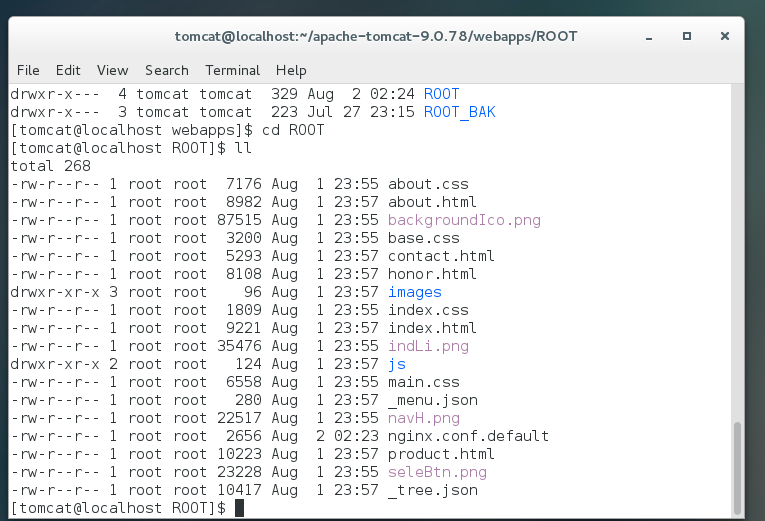 tomcat@localhost:~/apache-tomcat-9.0.78/webapps/ROOT
File Edit View Search Terminal Help
drwxr-x--- 4 tomcat tomcat 329 Aug 2 02:24 ROOT
drwxr-x--- 3 tomcat tomcat 223 Jul 27 23:15 ROOT_BAK
[tomcat@localhost webapps]$ cd ROOT
[tomcat@localhost ROOT]$ ll
total 268
-rw-r--r-- 1 root root 7176 Aug 1 23:55 about.css
-rw-r--r-- 1 root root 8982 Aug 1 23:57 about.html
-rw-r--r-- 1 root root 87515 Aug 1 23:55 backgroundIco.png
-rw-r--r-- 1 root root 3200 Aug 1 23:55 base.css
-rw-r--r-- 1 root root 5293 Aug 1 23:57 contact.html
-rw-r--r-- 1 root root 8108 Aug 1 23:57 honor.html
drwxr-xr-x 3 root root 96 Aug 1 23:57 images
-rw-r--r-- 1 root root 1809 Aug 1 23:55 index.css
-rw-r--r-- 1 root root 9221 Aug 1 23:57 index.html
-rw-r--r-- 1 root root 35476 Aug 1 23:55 indLi.png
drwxr-xr-x 2 root root 124 Aug 1 23:57 js
-rw-r--r-- 1 root root 6558 Aug 1 23:55 main.css
-rw-r--r-- 1 root root 280 Aug 1 23:57 _menu.json
-rw-r--r-- 1 root root 22517 Aug 1 23:55 navH.png
-rw-r--r-- 1 root root 2656 Aug 2 02:23 nginx.conf.default
-rw-r--r-- 1 root root 10223 Aug 1 23:57 product.html
-rw-r--r-- 1 root root 23228 Aug 1 23:55 seleBtn.png
-rw-r--r-- 1 root root 10417 Aug 1 23:57 _tree.json
[tomcat@localhost ROOT]$